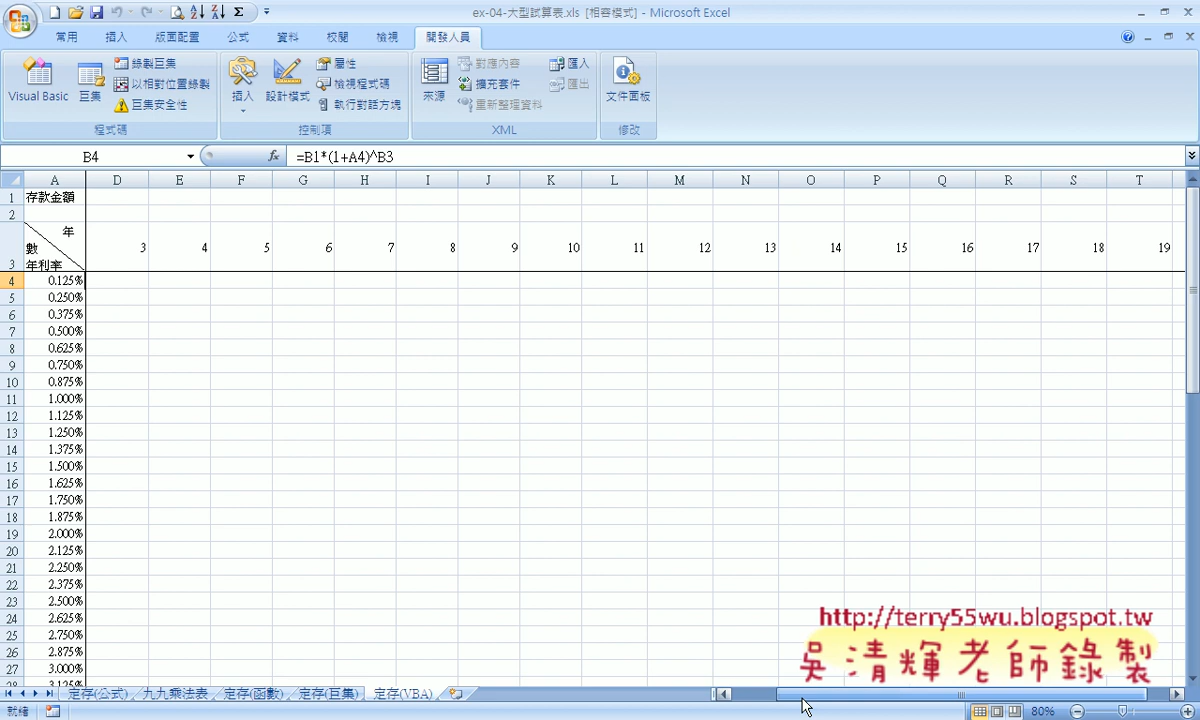 ex-04-大型試算表.xls [相容模式] - Microsoft Excel
常用 插入 版面配置 公式 資料 校閱 檢視 開發人員
Visual Basic 巨集 錄製巨集 以相對位置錄製 巨集安全性 程式碼
插入 設計模式 屬性 檢視程式碼 執行對話方塊 控制項
來源 對應內容 擴充套件 重新整理資料 匯入 匯出 XML
文件面板 修改
B4 fx =B1*(1+A4)^B3
A D E F G H I J K L M N O P Q R S T
1 存款金額
2
年
數
3 年利率 3 4 5 6 7 8 9 10 11 12 13 14 15 16 17 18 19
4 0.125%
5 0.250%
6 0.375%
7 0.500%
8 0.625%
9 0.750%
10 0.875%
11 1.000%
12 1.125%
13 1.250%
14 1.375%
15 1.500%
16 1.625%
17 1.750%
18 1.875%
19 2.000%
20 2.125%
21 2.250%
22 2.375%
23 2.500%
24 2.625%
25 2.750%
26 2.875%
27 3.000%
28 3.125%
http://terry55wu.blogspot.tw
吳清輝老師錄製
定存(公式) 九九乘法表 定存(函數) 定存(巨集) 定存(VBA)
就緒 80%